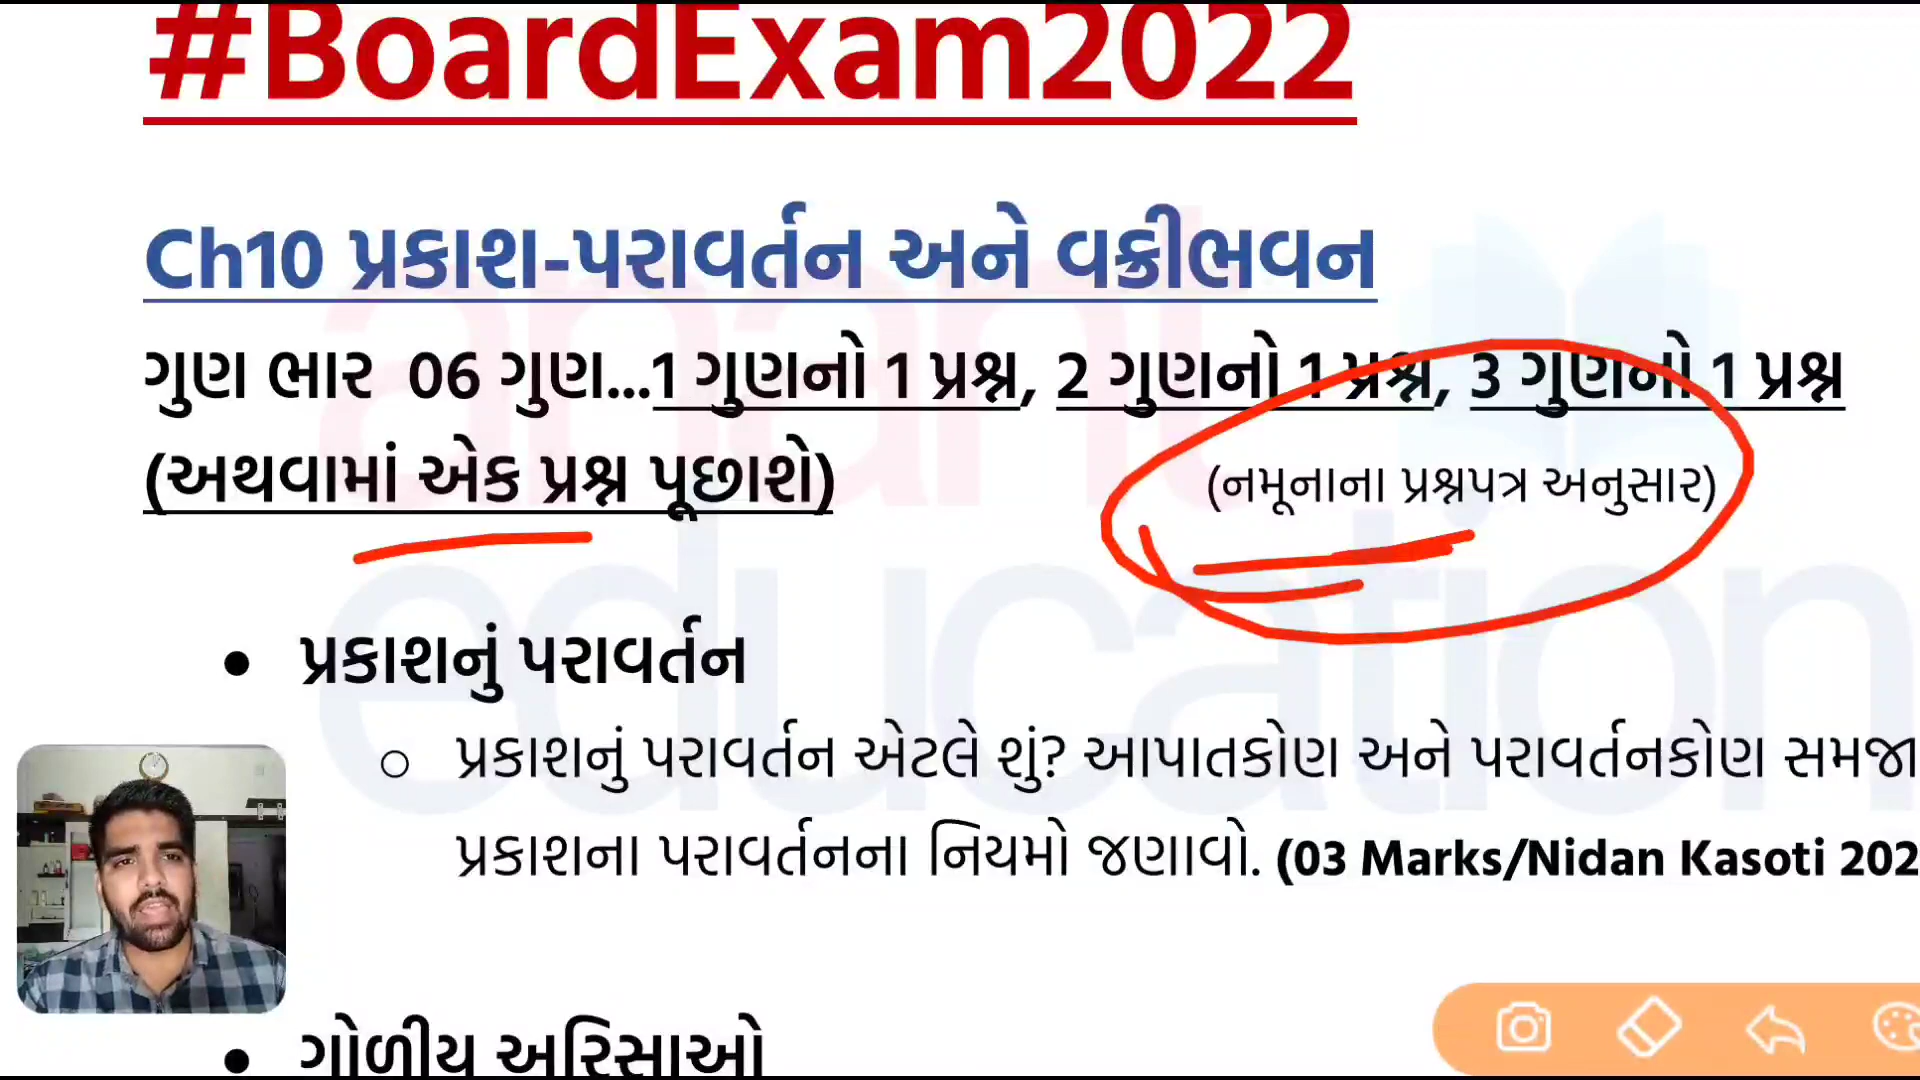 #BoardExam2022
Ch10 પ્રકાશ-પરાવર્તન અને વક્રીભવન
ગુણ ભાર 06 ગુણ...1 ગુણનો 1 પ્રશ્ન, 2 ગુણનો 1 પ્રશ્ન, 3 ગુણનો 1 પ્રશ્ન
(અથવામાં એક પ્રશ્ન પૂછાશે) (નમૂનાના પ્રશ્નપત્ર અનુસાર)
anant
education
• પ્રકાશનું પરાવર્તન
○ પ્રકાશનું પરાવર્તન એટલે શું? આપાતકોણ અને પરાવર્તનકોણ સમજા
પ્રકાશના પરાવર્તનના નિયમો જણાવો. (03 Marks/Nidan Kasoti 202
• ગોળીય અરિસાઓ